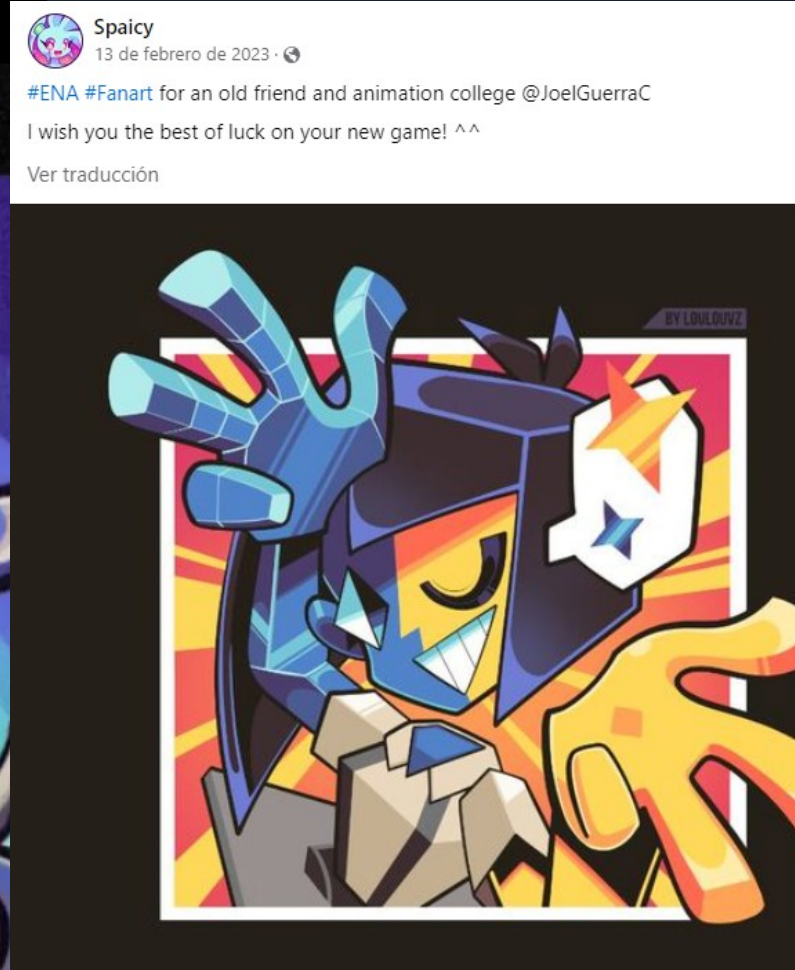 Spaicy
13 de febrero de 2023 ·
#ENA #Fanart for an old friend and animation college @JoelGuerraC
I wish you the best of luck on your new game! ^^
Ver traducción
BY LOULOUVZ